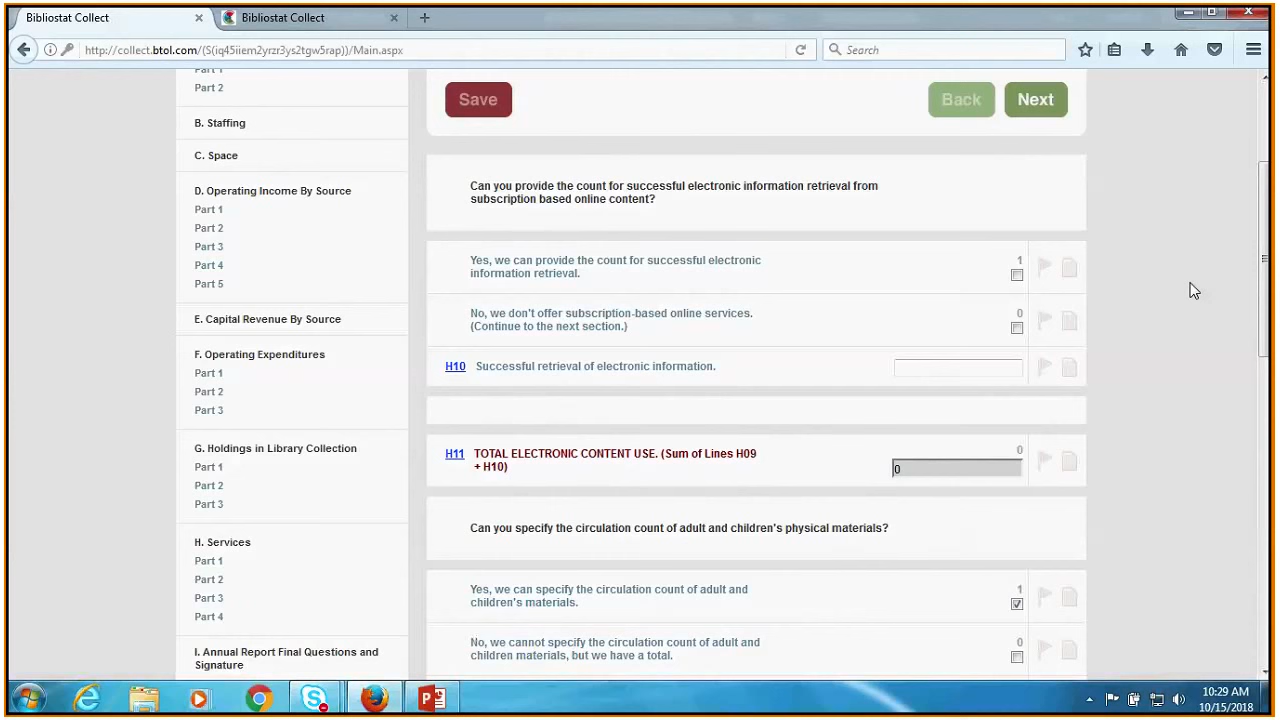 Bibliostat Collect
Bibliostat Collect
http://collect.btol.com/(S(iq45iiem2yrzr3ys2tgw5rap))/Main.aspx
Search
Part 1
Part 2
B. Staffing
C. Space
D. Operating Income By Source
Part 1
Part 2
Part 3
Part 4
Part 5
E. Capital Revenue By Source
F. Operating Expenditures
Part 1
Part 2
Part 3
G. Holdings in Library Collection
Part 1
Part 2
Part 3
H. Services
Part 1
Part 2
Part 3
Part 4
I. Annual Report Final Questions and
Signature
Save
Back
Next
Can you provide the count for successful electronic information retrieval from
subscription based online content?
Yes, we can provide the count for successful electronic
information retrieval.
1
No, we don't offer subscription-based online services.
(Continue to the next section.)
0
H10 Successful retrieval of electronic information.
H11 TOTAL ELECTRONIC CONTENT USE. (Sum of Lines H09
+ H10)
0
0
Can you specify the circulation count of adult and children's physical materials?
Yes, we can specify the circulation count of adult and
children's materials.
1
No, we cannot specify the circulation count of adult and
children materials, but we have a total.
0
10:29 AM
10/15/2018